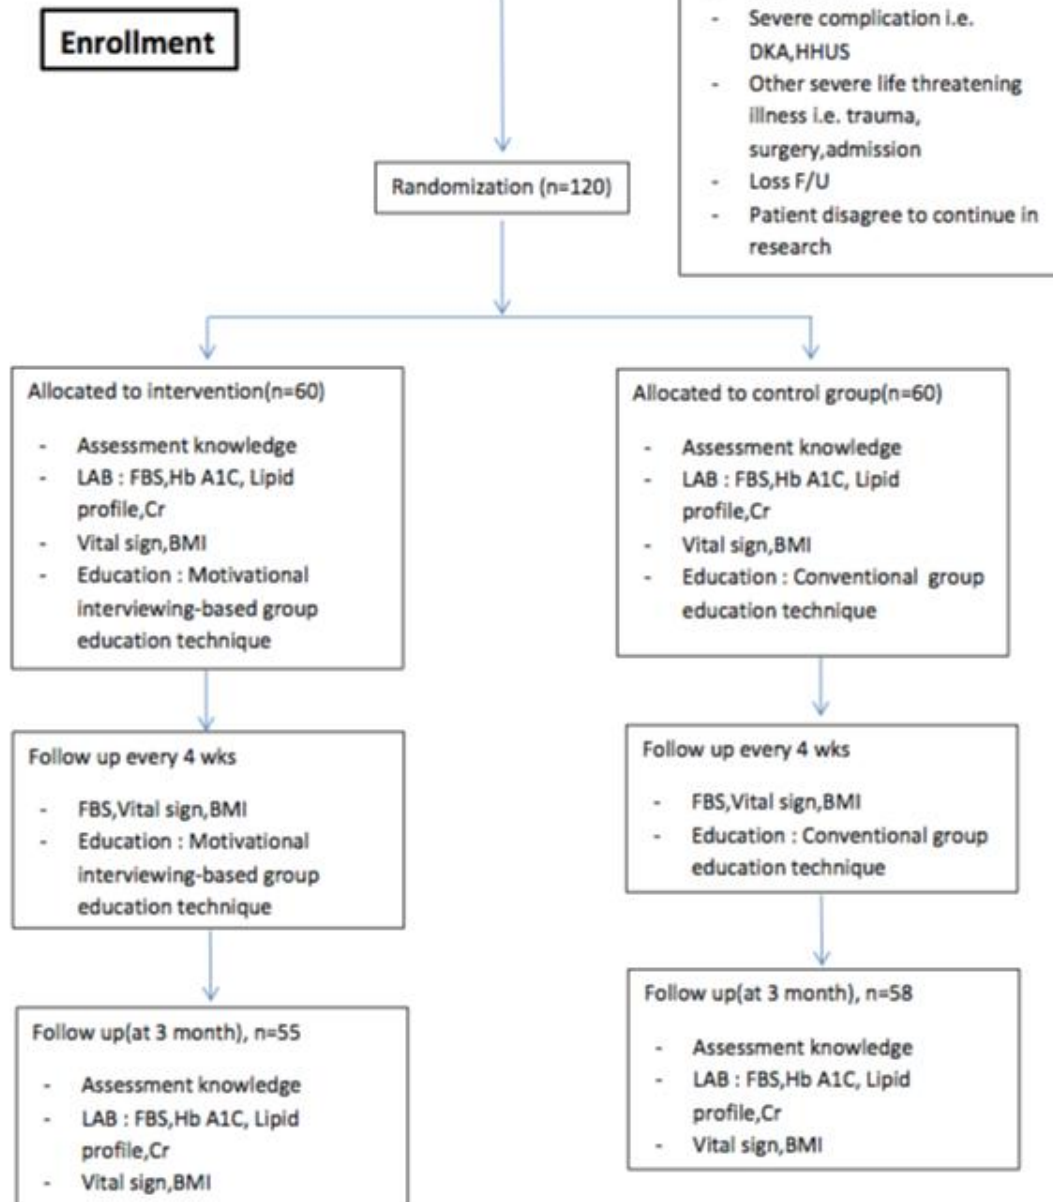 Enrollment
- Severe complication i.e.
DKA,HHUS
- Other severe life threatening
illness i.e. trauma,
surgery,admission
- Loss F/U
- Patient disagree to continue in
research
Randomization (n=120)
Allocated to intervention(n=60)
- Assessment knowledge
- LAB : FBS,Hb A1C, Lipid
profile,Cr
- Vital sign,BMI
- Education : Motivational
interviewing-based group
education technique
Allocated to control group(n=60)
- Assessment knowledge
- LAB : FBS,Hb A1C, Lipid
profile,Cr
- Vital sign,BMI
- Education : Conventional group
education technique
Follow up every 4 wks
- FBS,Vital sign,BMI
- Education : Motivational
interviewing-based group
education technique
Follow up every 4 wks
- FBS,Vital sign,BMI
- Education : Conventional group
education technique
Follow up(at 3 month), n=55
- Assessment knowledge
- LAB : FBS,Hb A1C, Lipid
profile,Cr
- Vital sign,BMI
Follow up(at 3 month), n=58
- Assessment knowledge
- LAB : FBS,Hb A1C, Lipid
profile,Cr
- Vital sign,BMI